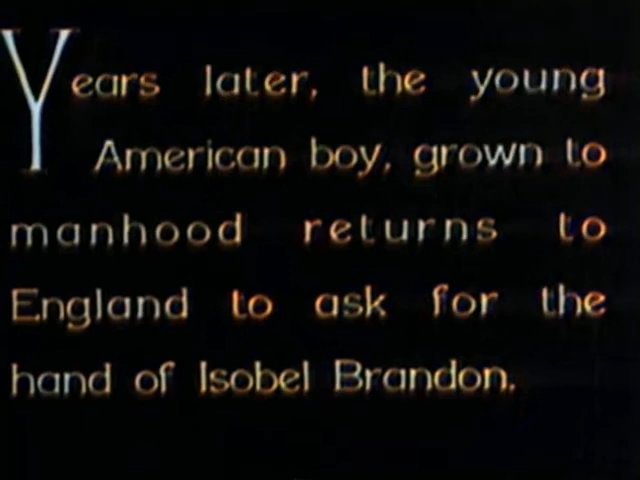 Years later, the young
American boy, grown to
manhood returns to
England to ask for the
hand of Isobel Brandon.